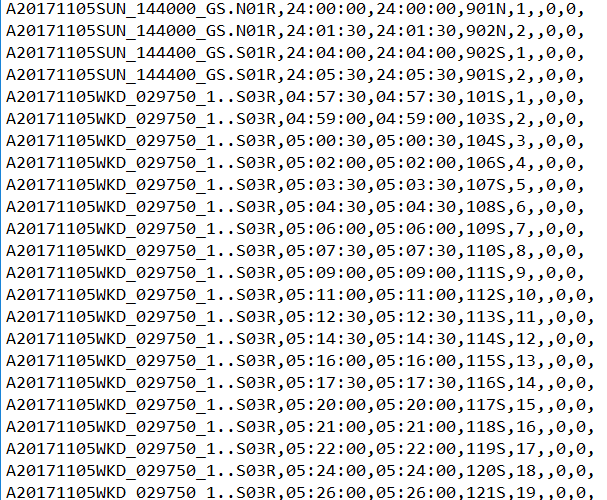 A20171105SUN_144000_GS.N01R,24:00:00,24:00:00,901N,1,,0,0,
A20171105SUN_144000_GS.N01R,24:01:30,24:01:30,902N,2,,0,0,
A20171105SUN_144400_GS.S01R,24:04:00,24:04:00,902S,1,,0,0,
A20171105SUN_144400_GS.S01R,24:05:30,24:05:30,901S,2,,0,0,
A20171105WKD_029750_1..S03R,04:57:30,04:57:30,101S,1,,0,0,
A20171105WKD_029750_1..S03R,04:59:00,04:59:00,103S,2,,0,0,
A20171105WKD_029750_1..S03R,05:00:30,05:00:30,104S,3,,0,0,
A20171105WKD_029750_1..S03R,05:02:00,05:02:00,106S,4,,0,0,
A20171105WKD_029750_1..S03R,05:03:30,05:03:30,107S,5,,0,0,
A20171105WKD_029750_1..S03R,05:04:30,05:04:30,108S,6,,0,0,
A20171105WKD_029750_1..S03R,05:06:00,05:06:00,109S,7,,0,0,
A20171105WKD_029750_1..S03R,05:07:30,05:07:30,110S,8,,0,0,
A20171105WKD_029750_1..S03R,05:09:00,05:09:00,111S,9,,0,0,
A20171105WKD_029750_1..S03R,05:11:00,05:11:00,112S,10,,0,0,
A20171105WKD_029750_1..S03R,05:12:30,05:12:30,113S,11,,0,0,
A20171105WKD_029750_1..S03R,05:14:30,05:14:30,114S,12,,0,0,
A20171105WKD_029750_1..S03R,05:16:00,05:16:00,115S,13,,0,0,
A20171105WKD_029750_1..S03R,05:17:30,05:17:30,116S,14,,0,0,
A20171105WKD_029750_1..S03R,05:20:00,05:20:00,117S,15,,0,0,
A20171105WKD_029750_1..S03R,05:21:00,05:21:00,118S,16,,0,0,
A20171105WKD_029750_1..S03R,05:22:00,05:22:00,119S,17,,0,0,
A20171105WKD_029750_1..S03R,05:24:00,05:24:00,120S,18,,0,0,
A20171105WKD_029750_1..S03R,05:26:00,05:26:00,121S,19,,0,0,